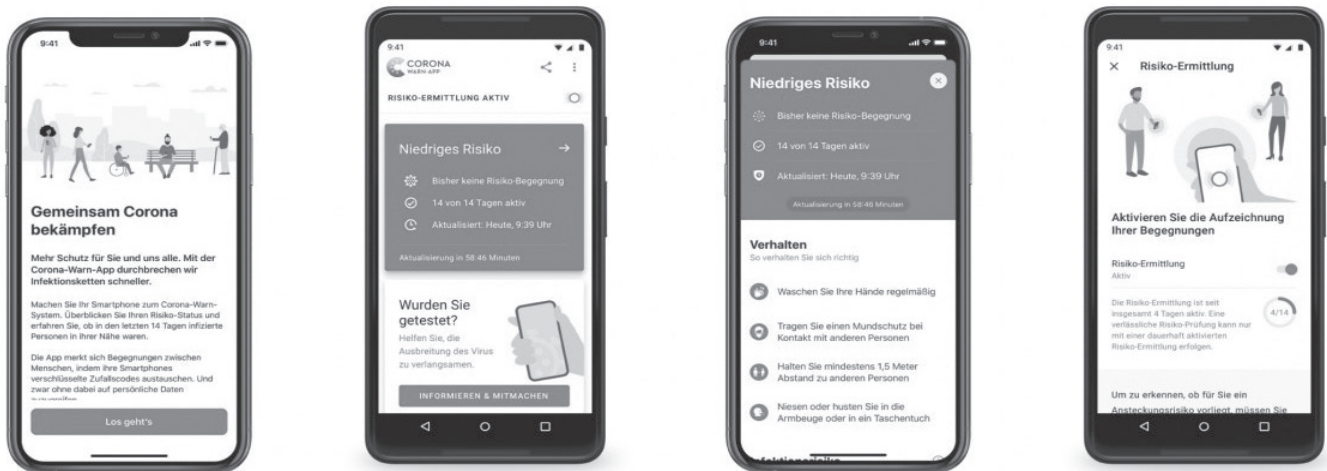 9:41
Gemeinsam Corona
bekämpfen
Mehr Schutz für Sie und uns alle. Mit der
Corona-Warn-App durchbrechen wir
Infektionsketten schneller.
Machen Sie Ihr Smartphone zum Corona-Warn-
System. Überblicken Sie Ihren Risiko-Status und
erfahren Sie, ob in den letzten 14 Tagen infizierte
Personen in ihrer Nähe waren.
Die App merkt sich Begegnungen zwischen
Menschen, indem ihre Smartphones
verschlüsselte Zufallscodes austauschen. Und
zwar ohne dabei auf persönliche Daten
Los geht's
9:41
CORONA
WARN-APP
RISIKO-ERMITTLUNG AKTIV
Niedriges Risiko
Bisher keine Risiko-Begegnung
14 von 14 Tagen aktiv
Aktualisiert: Heute, 9:39 Uhr
Aktualisierung in 58:46 Minuten
Wurden Sie
getestet?
Helfen Sie, die
Ausbreitung des Virus
zu verlangsamen.
INFORMIEREN & MITMACHEN
9:41
Niedriges Risiko
Bisher keine Risiko-Begegnung
14 von 14 Tagen aktiv
Aktualisiert: Heute, 9:39 Uhr
Aktualisierung in 58:46 Minuten
Verhalten
So verhalten Sie sich richtig
Waschen Sie Ihre Hände regelmäßig
Tragen Sie einen Mundschutz bei
Kontakt mit anderen Personen
Halten Sie mindestens 1,5 Meter
Abstand zu anderen Personen
Niesen oder husten Sie in die
Armbeuge oder in ein Taschentuch
9:41
Risiko-Ermittlung
Aktivieren Sie die Aufzeichnung
Ihrer Begegnungen
Risiko-Ermittlung
Aktiv
Die Risiko-Ermittlung ist seit
insgesamt 4 Tagen aktiv. Eine
verlässliche Risiko-Prüfung kann nur
mit einer dauerhaft aktivierten
Risiko-Ermittlung erfolgen.
4/14
Um zu erkennen, ob für Sie ein
Ansteckungsrisiko vorliegt, müssen Sie